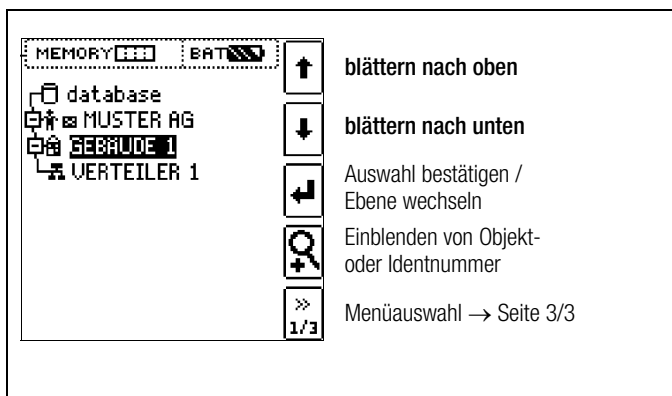 MEMORY BAT
database
MUSTER AG
GEBÄUDE 1
VERTEILER 1
blättern nach oben
blättern nach unten
Auswahl bestätigen /
Ebene wechseln
Einblenden von Objekt-
oder Identnummer
»
1/3
Menüauswahl → Seite 3/3